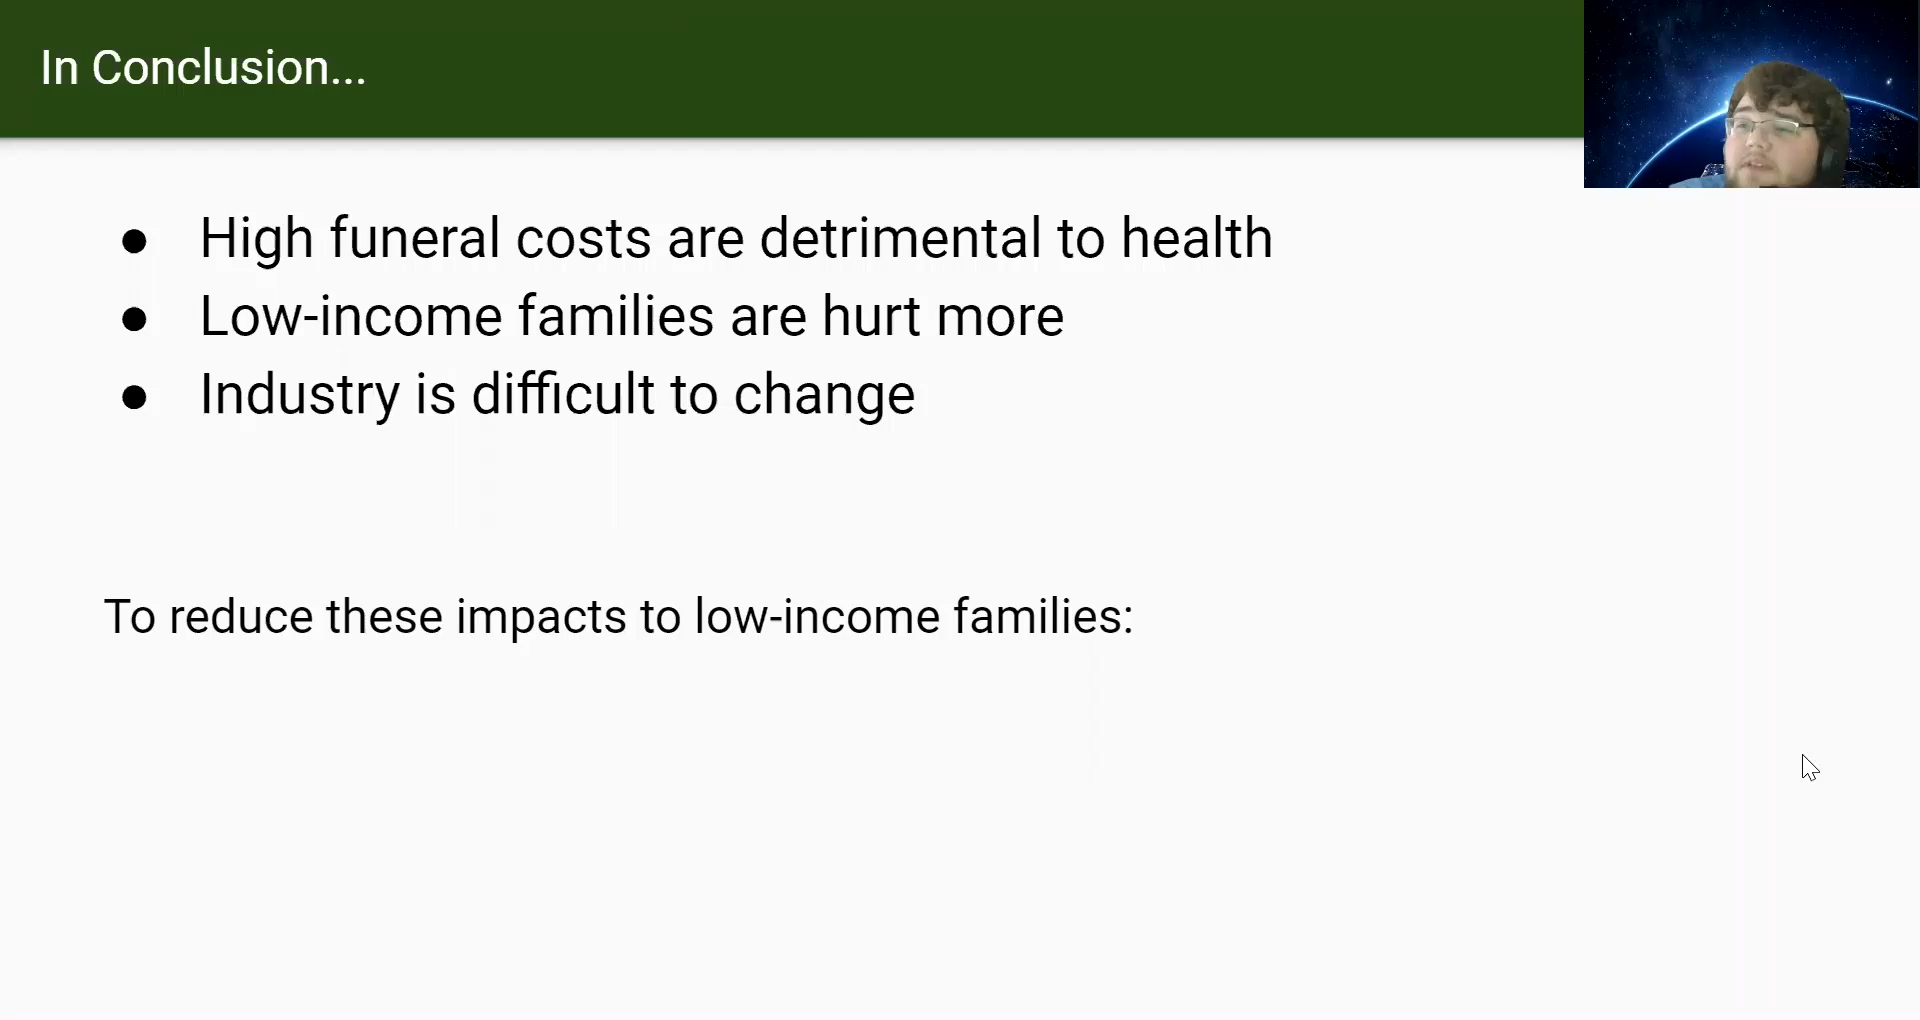 In Conclusion...
● High funeral costs are detrimental to health
● Low-income families are hurt more
● Industry is difficult to change
To reduce these impacts to low-income families: